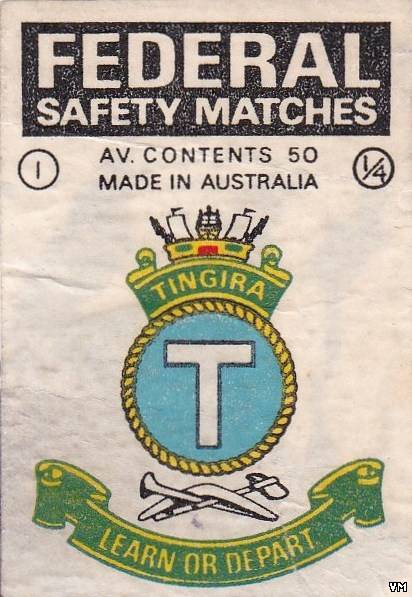 FEDERAL
SAFETY MATCHES
AV. CONTENTS 50
MADE IN AUSTRALIA
1
1/4
TINGIRA
T
LEARN OR DEPART
VM